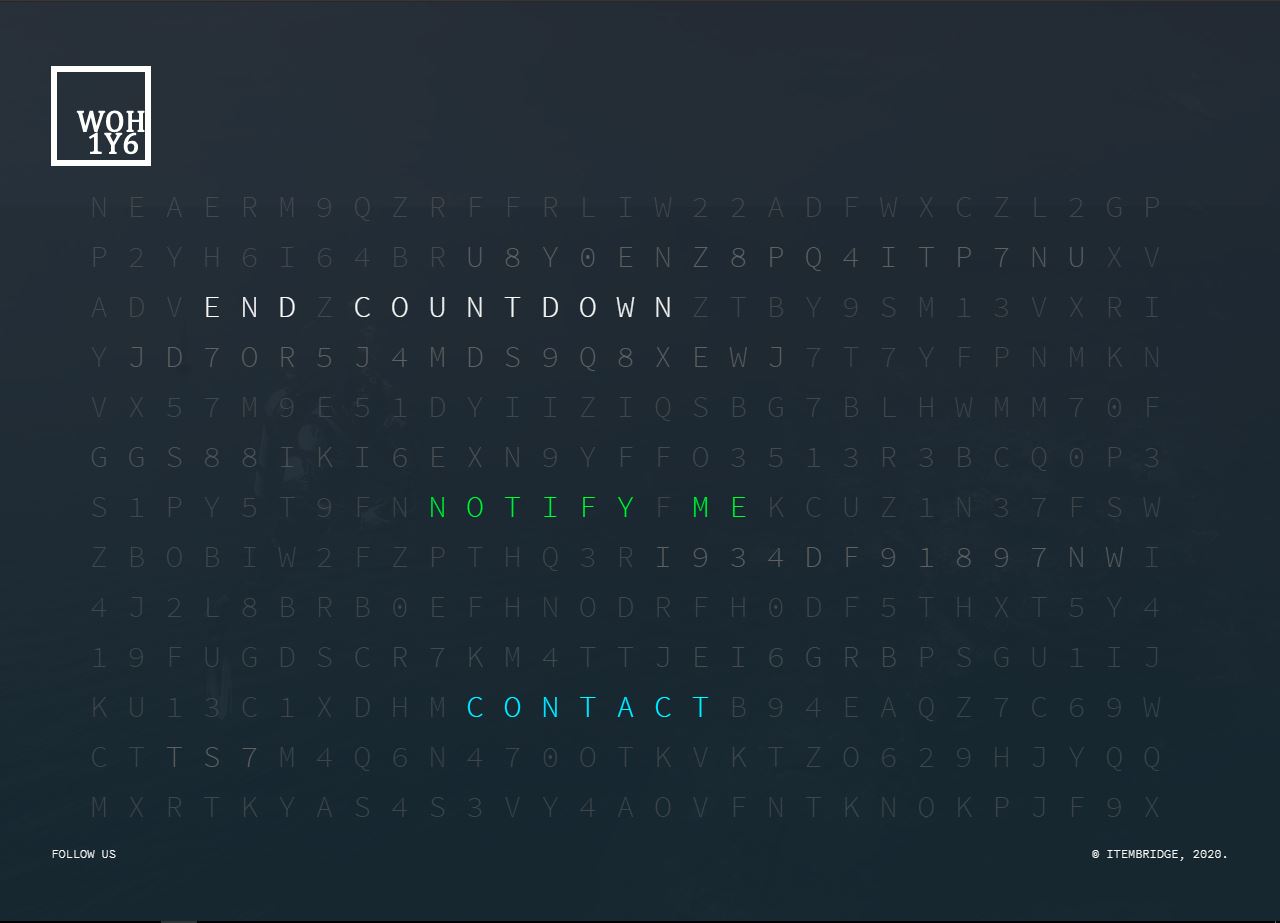 WOH
1Y6
N E A E R M 9 Q Z R F F R L I W 2 2 A D F W X C Z L 2 G P
P 2 Y H 6 I 6 4 B R U 8 Y 0 E N Z 8 P Q 4 I T P 7 N U X V
A D V E N D Z C O U N T D O W N Z T B Y 9 S M 1 3 V X R I
Y J D 7 O R 5 J 4 M D S 9 Q 8 X E W J 7 T 7 Y F P N M K N
V X 5 7 M 9 E 5 1 D Y I I Z I Q S B G 7 B L H W M M 7 0 F
G G S 8 8 I K I 6 E X N 9 Y F F O 3 5 1 3 R 3 B C Q 0 P 3
S 1 P Y 5 T 9 F N N O T I F Y F M E K C U Z 1 N 3 7 F S W
Z B O B I W 2 F Z P T H Q 3 R I 9 3 4 D F 9 1 8 9 7 N W I
4 J 2 L 8 B R B 0 E F H N O D R F H 0 D F 5 T H X T 5 Y 4
1 9 F U G D S C R 7 K M 4 T T J E I 6 G R B P S G U 1 I J
K U 1 3 C 1 X D H M C O N T A C T B 9 4 E A Q Z 7 C 6 9 W
C T T S 7 M 4 Q 6 N 4 7 0 O T K V K T Z O 6 2 9 H J Y Q Q
M X R T K Y A S 4 S 3 V Y 4 A O V F N T K N O K P J F 9 X
FOLLOW US
© ITEMBRIDGE, 2020.